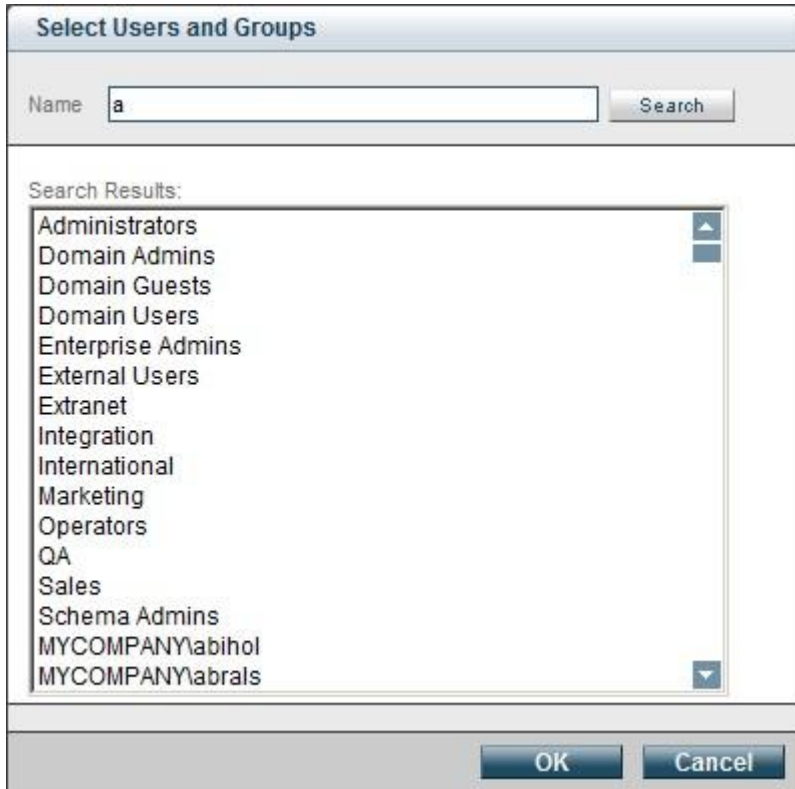 Select Users and Groups
Name a Search
Search Results:
Administrators
Domain Admins
Domain Guests
Domain Users
Enterprise Admins
External Users
Extranet
Integration
International
Marketing
Operators
QA
Sales
Schema Admins
MYCOMPANY\abihol
MYCOMPANY\abrals
OK Cancel